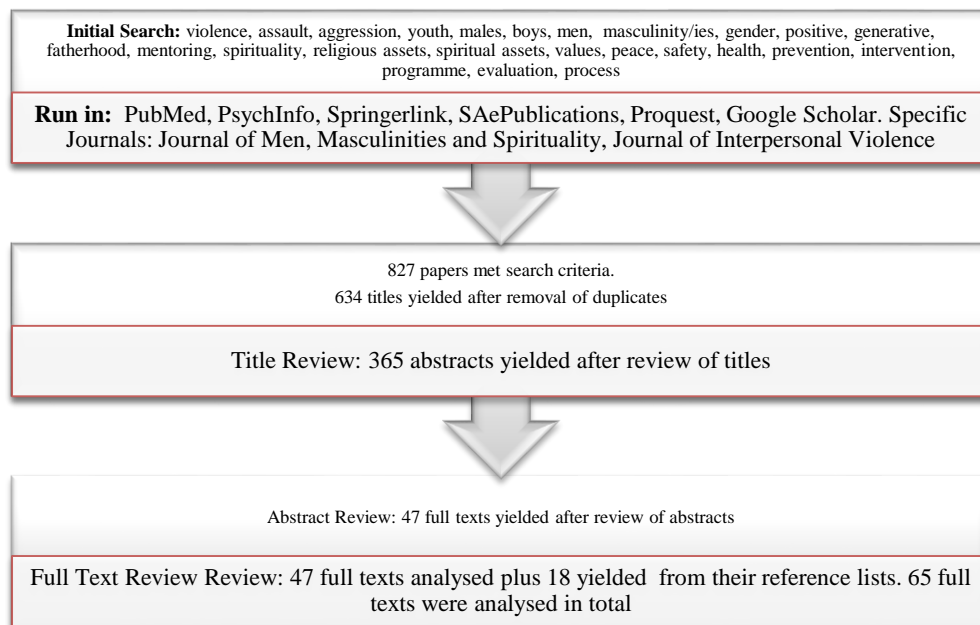 Initial Search: violence, assault, aggression, youth, males, boys, men, masculinity/ies, gender, positive, generative,
fatherhood, mentoring, spirituality, religious assets, spiritual assets, values, peace, safety, health, prevention, intervention,
programme, evaluation, process
Run in: PubMed, PsychInfo, Springerlink, SAePublications, Proquest, Google Scholar. Specific
Journals: Journal of Men, Masculinities and Spirituality, Journal of Interpersonal Violence
827 papers met search criteria.
634 titles yielded after removal of duplicates
Title Review: 365 abstracts yielded after review of titles
Abstract Review: 47 full texts yielded after review of abstracts
Full Text Review Review: 47 full texts analysed plus 18 yielded from their reference lists. 65 full
texts were analysed in total